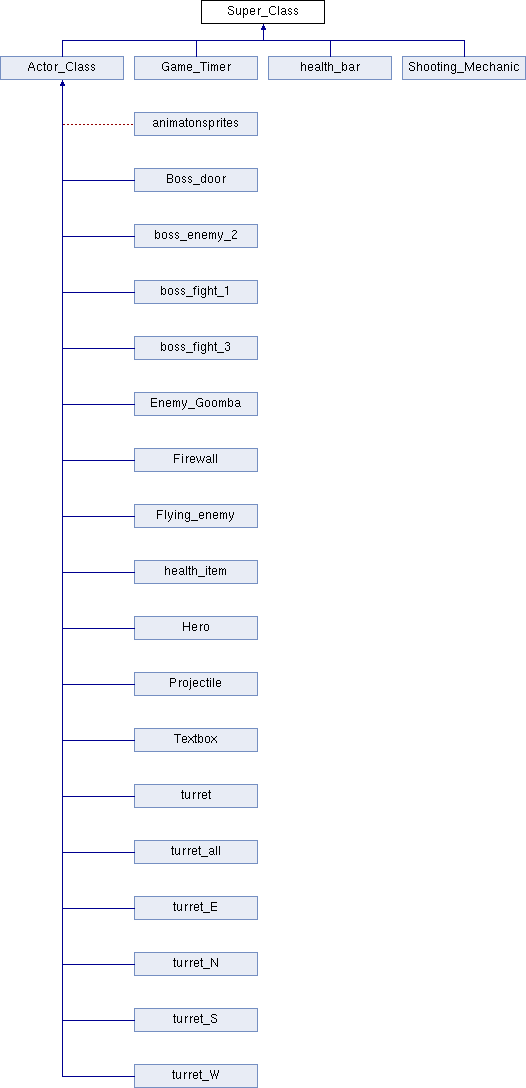 Super_Class
Actor_Class
Game_Timer
health_bar
Shooting_Mechanic
animatonsprites
Boss_door
boss_enemy_2
boss_fight_1
boss_fight_3
Enemy_Goomba
Firewall
Flying_enemy
health_item
Hero
Projectile
Textbox
turret
turret_all
turret_E
turret_N
turret_S
turret_W